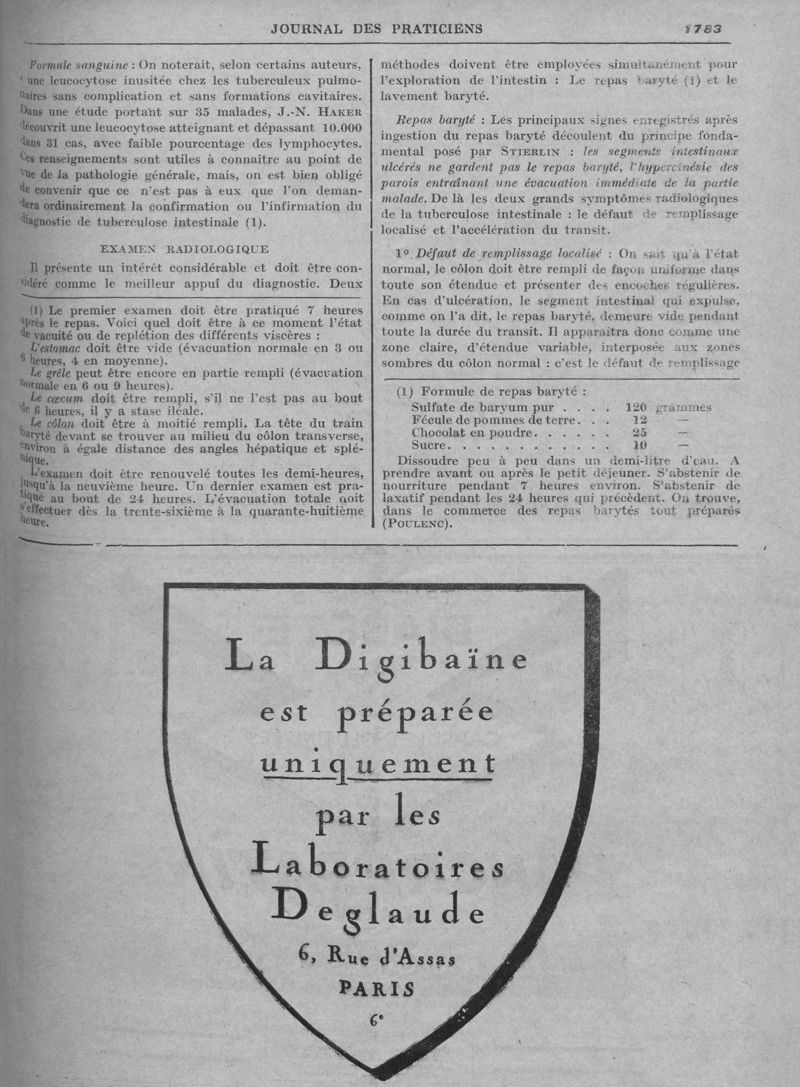 JOURNAL DES PRATICIENS 1783
Formule sanguine : On noterait, selon certains auteurs,
une leucocytose inusitée chez les tuberculeux pulmo-
naires sans complication et sans formations cavitaires.
Dans une étude portant sur 35 malades, J.-N. HAKER
découvrit une leucocytose atteignant et dépassant 10.000
dans 31 cas, avec faible pourcentage des lymphocytes.
Ces renseignements sont utiles à connaître au point de
vue de la pathologie générale, mais, on est bien obligé
de convenir que ce n'est pas à eux que l'on deman-
dera ordinairement la confirmation ou l'infirmation du
diagnostic de tuberculose intestinale (1).
EXAMEN RADIOLOGIQUE
Il présente un intérêt considérable et doit être con-
sidéré comme le meilleur appui du diagnostic. Deux
(1) Le premier examen doit être pratiqué 7 heures
après le repas. Voici quel doit être à ce moment l'état
de vacuité ou de replétion des différents viscères :
L'estomac doit être vide (évacuation normale en 3 ou
6 heures, 4 en moyenne).
Le grêle peut être encore en partie rempli (évacuation
normale en 6 ou 9 heures).
Le cæcum doit être rempli, s'il ne l'est pas au bout
de 6 heures, il y a stase iléale.
Le côlon doit être à moitié rempli. La tête du train
baryté devant se trouver au milieu du côlon transverse,
environ à égale distance des angles hépatique et splé-
nique.
L'examen doit être renouvelé toutes les demi-heures,
jusqu'à la neuvième heure. Un dernier examen est pra-
tiqué au bout de 24 heures. L'évacuation totale doit
s'effectuer dès la trente-sixième à la quarante-huitième
heure.
méthodes doivent être employées simultanément pour
l'exploration de l'intestin : Le repas baryté (1) et le
lavement baryté.
Repas baryté : Les principaux signes enregistrés après
ingestion du repas baryté découlent du principe fonda-
mental posé par STIERLIN : les segments intestinaux
ulcérés ne gardent pas le repas baryté, l'hypercinésie des
parois entraînant une évacuation immédiate de la partie
malade. De là les deux grands symptômes radiologiques
de la tuberculose intestinale : le défaut de remplissage
localisé et l'accélération du transit.
1° Défaut de remplissage localisé : On sait qu'à l'état
normal, le côlon doit être rempli de façon uniforme dans
toute son étendue et présenter des encoches régulières.
En cas d'ulcération, le segment intestinal qui expulse,
comme on l'a dit, le repas baryté, demeure vide pendant
toute la durée du transit. Il apparaîtra donc comme une
zone claire, d'étendue variable, interposée aux zones
sombres du côlon normal : c'est le défaut de remplissage
(1) Formule de repas baryté :
Sulfate de baryum pur . . . . 120 grammes
Fécule de pommes de terre. . . 12 —
Chocolat en poudre. . . . . . 25 —
Sucre. . . . . . . . . . . . 10 —
Dissoudre peu à peu dans un demi-litre d'eau. A
prendre avant ou après le petit déjeuner. S'abstenir de
nourriture pendant 7 heures environ. S'abstenir de
laxatif pendant les 24 heures qui précèdent. On trouve,
dans le commerce des repas barytés tout préparés
(POULENC).
La Digibaïne
est préparée
uniquement
par les
Laboratoires
Deglaude
6, Rue d'Assas
PARIS
6e